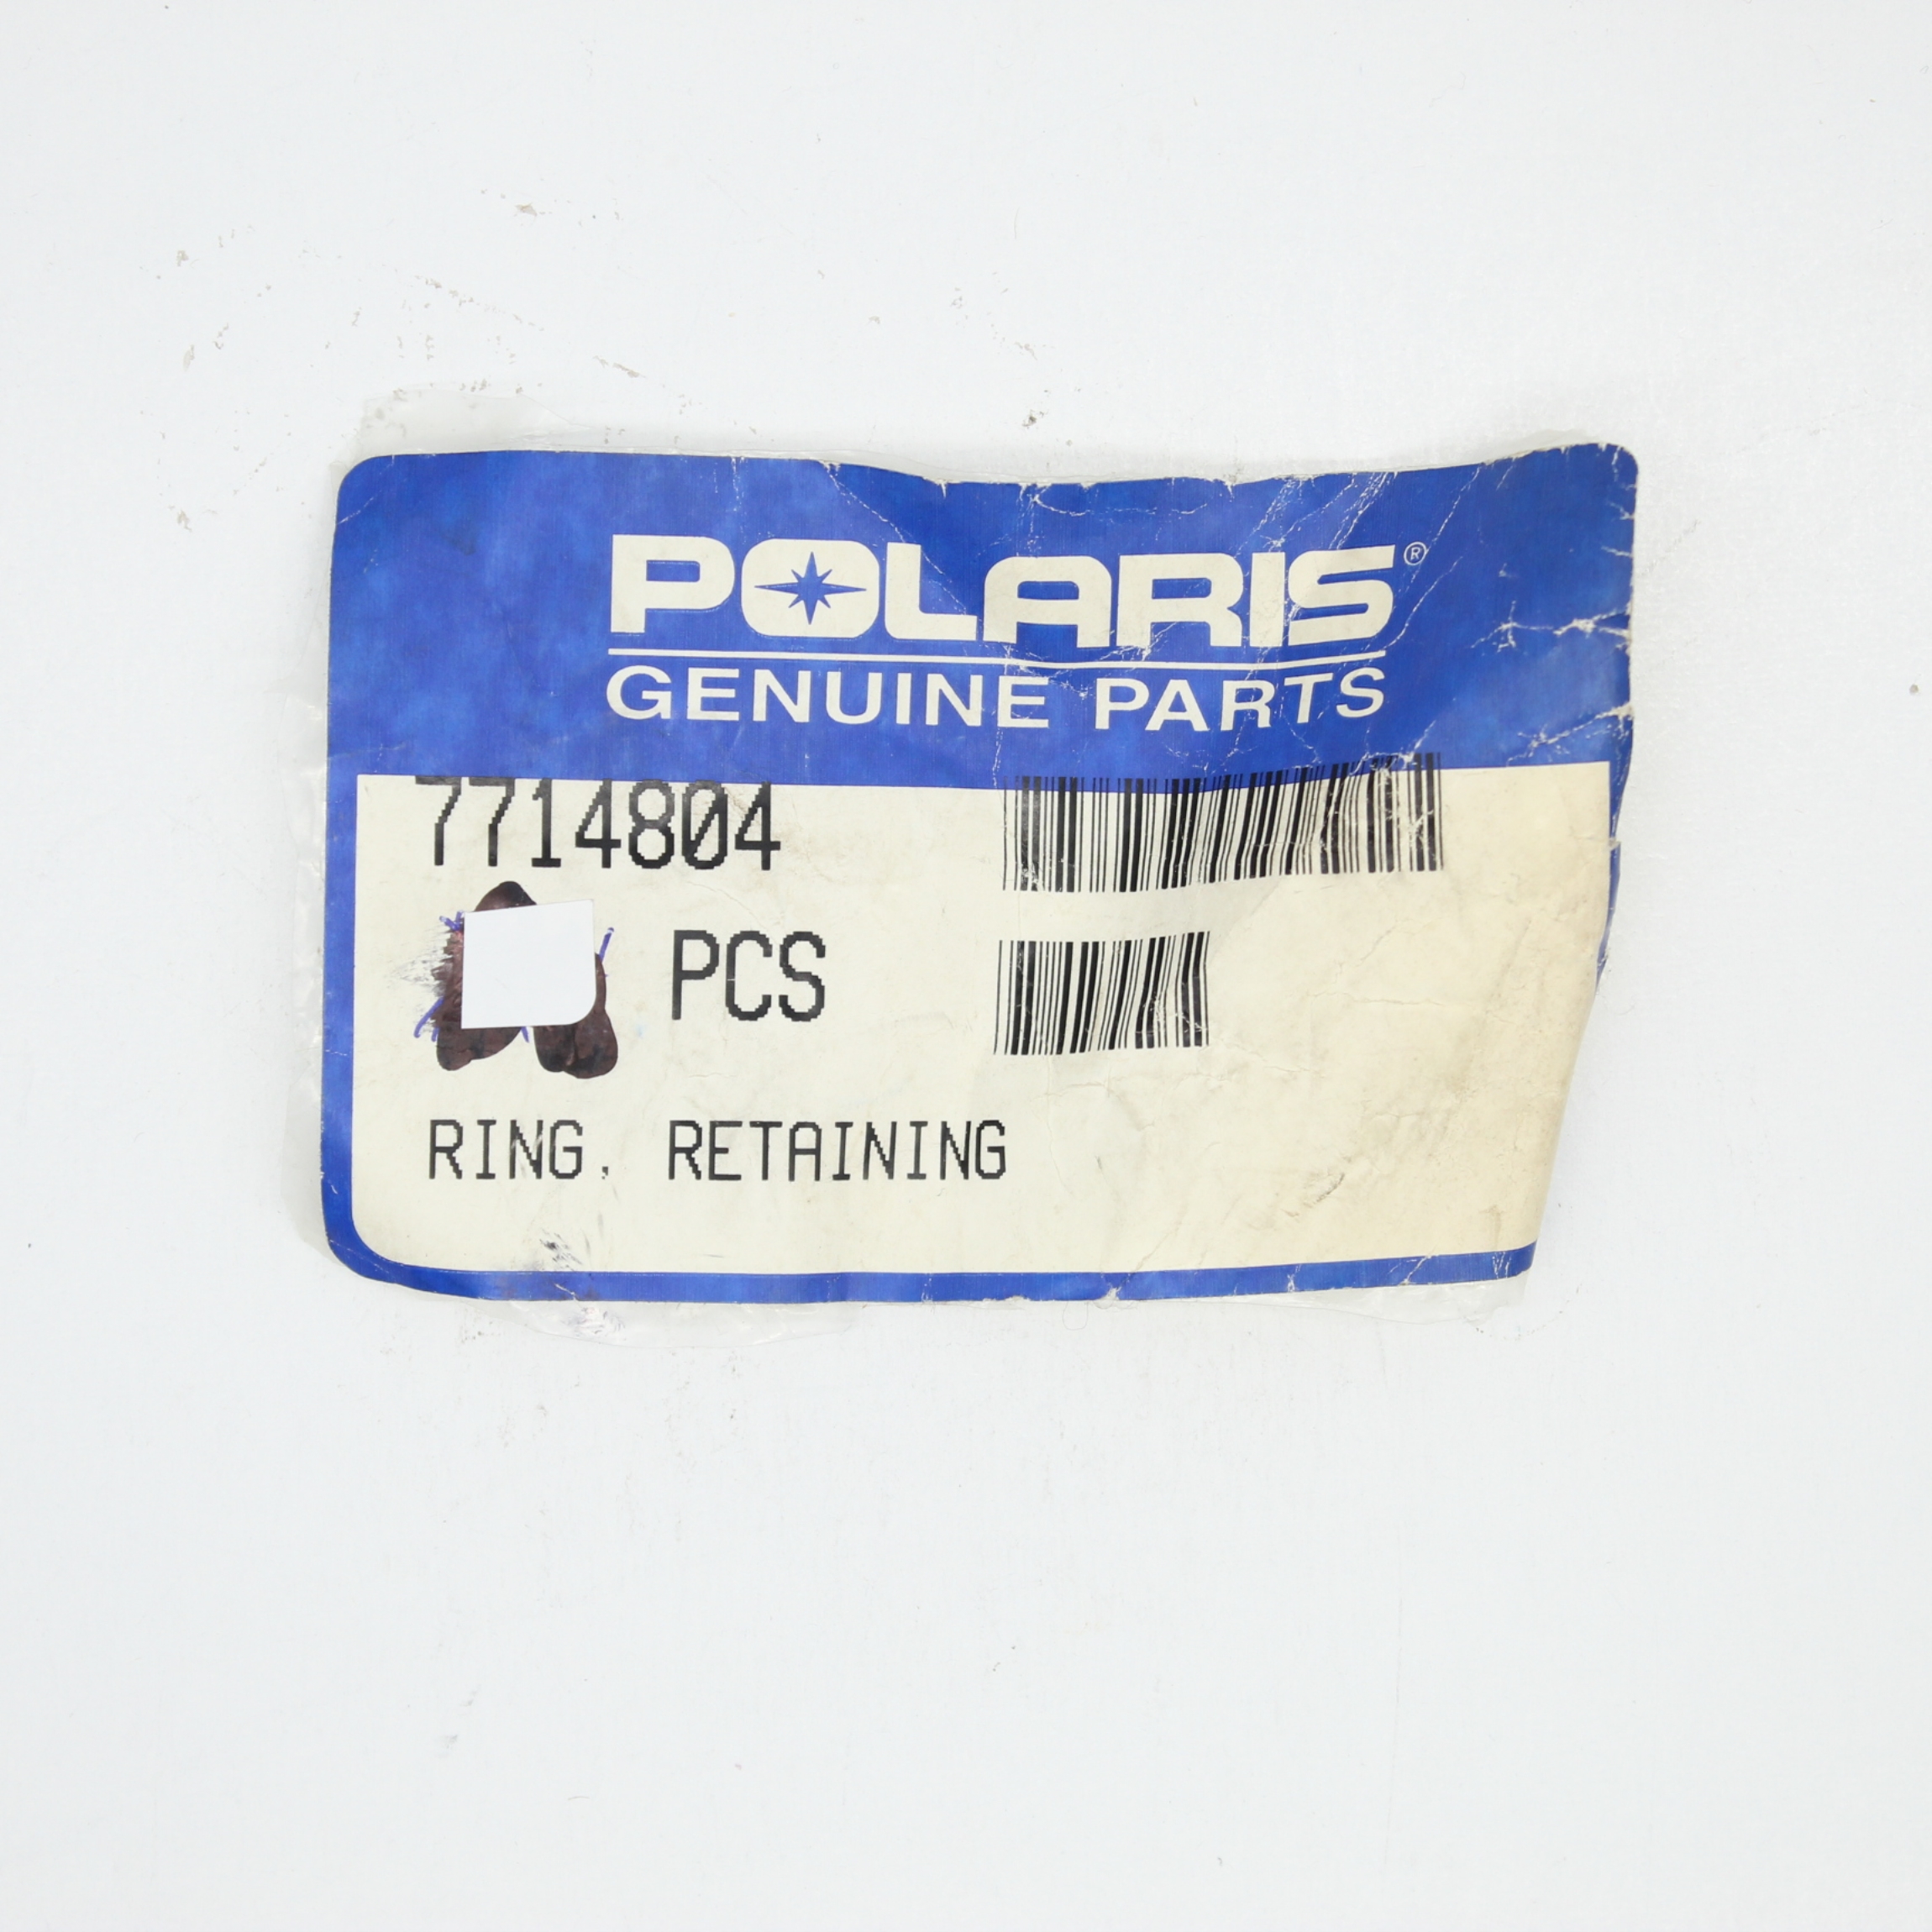 POLARIS®
GENUINE PARTS
7714804
PCS
RING, RETAINING